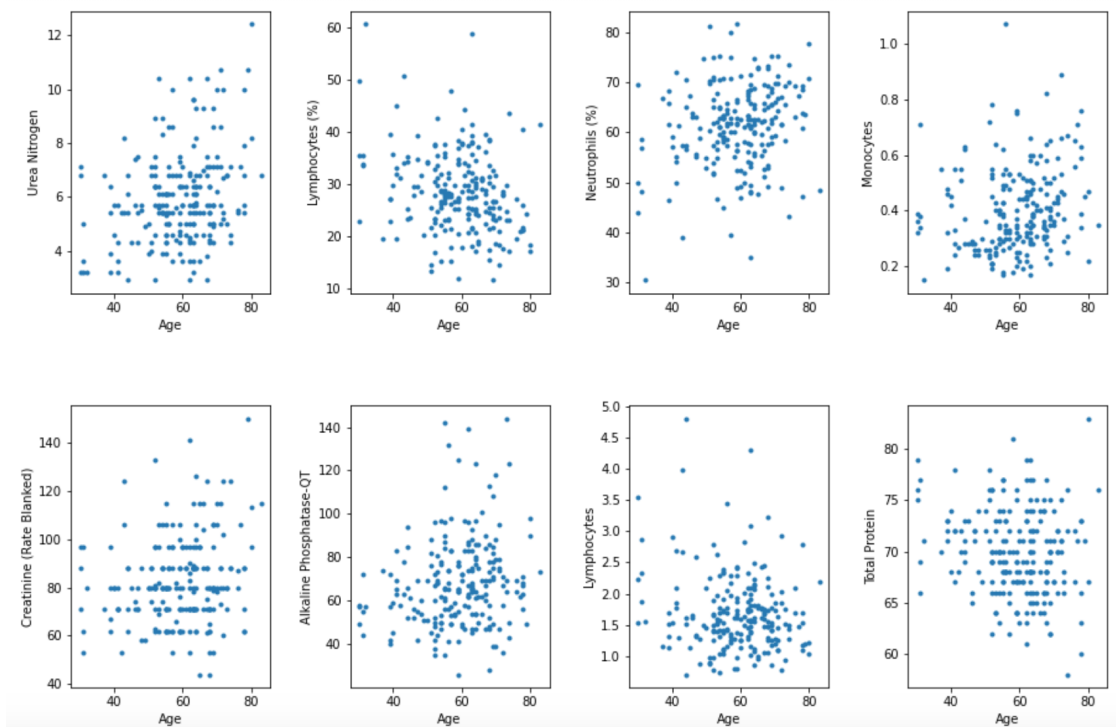 Urea Nitrogen
12
10
8
6
4
40 60 80
Age
Lymphocytes (%)
60
50
40
30
20
10
40 60 80
Age
Neutrophils (%)
80
70
60
50
40
30
40 60 80
Age
Monocytes
1.0
0.8
0.6
0.4
0.2
40 60 80
Age
Creatinine (Rate Blanked)
140
120
100
80
60
40
40 60 80
Age
Alkaline Phosphatase-QT
140
120
100
80
60
40
40 60 80
Age
Lymphocytes
5.0
4.5
4.0
3.5
3.0
2.5
2.0
1.5
1.0
40 60 80
Age
Total Protein
80
75
70
65
60
40 60 80
Age